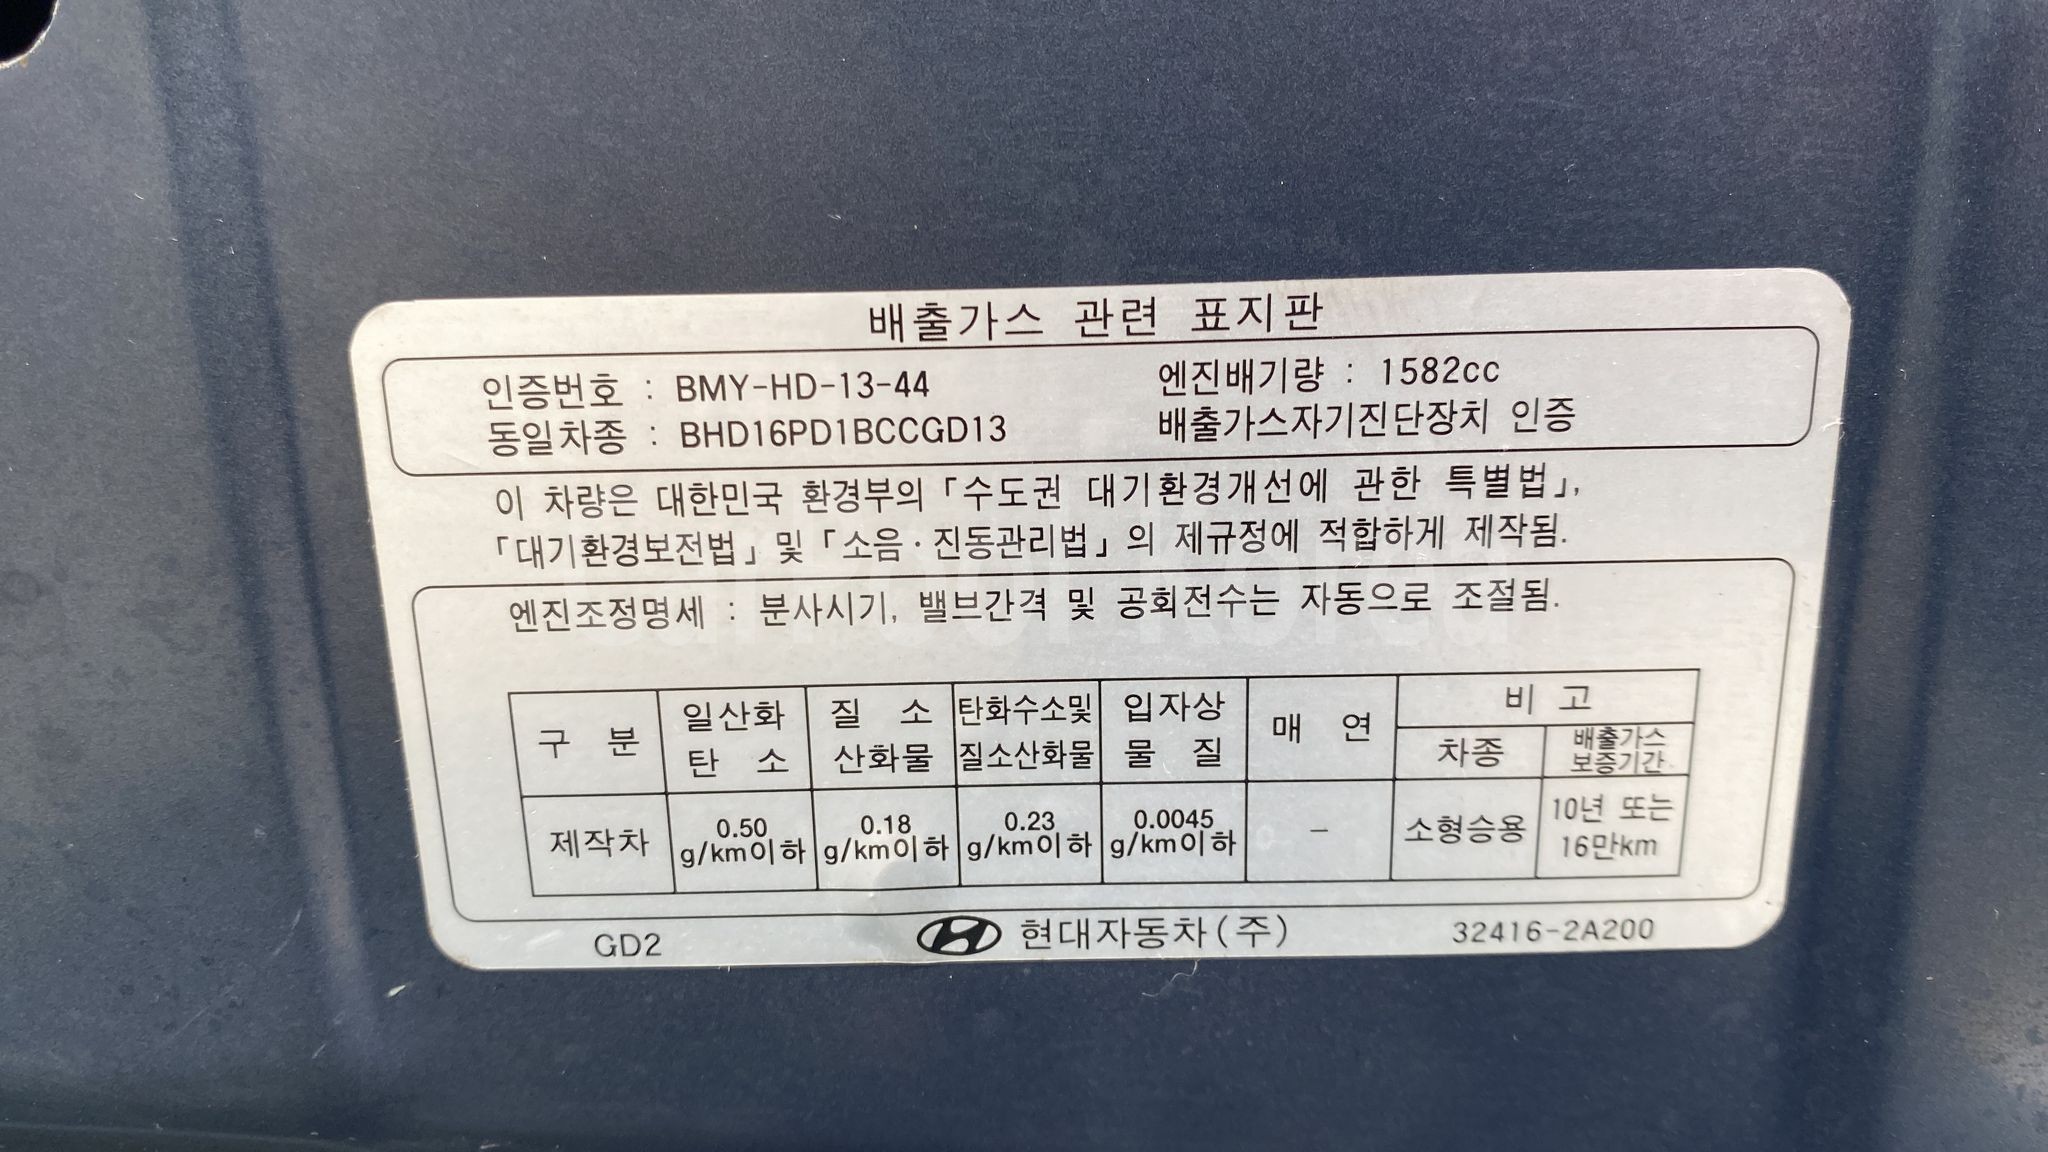 배출가스 관련 표지판
인증번호 : BMY-HD-13-44 엔진배기량 : 1582cc
동일차종 : BHD16PD1BCCGD13 배출가스자기진단장치 인증
이 차량은 대한민국 환경부의 「수도권 대기환경개선에 관한 특별법」,
「대기환경보전법」 및 「소음·진동관리법」의 제규정에 적합하게 제작됨.
엔진조정명세 : 분사시기, 밸브간격 및 공회전수는 자동으로 조절됨.
구 분 일산화 탄 소 질 소 산화물 탄화수소및 질소산화물 입자상 물 질 매 연 비 고
차종 배출가스 보증기간
제작차 0.50 g/km이하 0.18 g/km이하 0.23 g/km이하 0.0045 g/km이하 - 소형승용 10년 또는 16만km
GD2 현대자동차(주) 32416-2A200